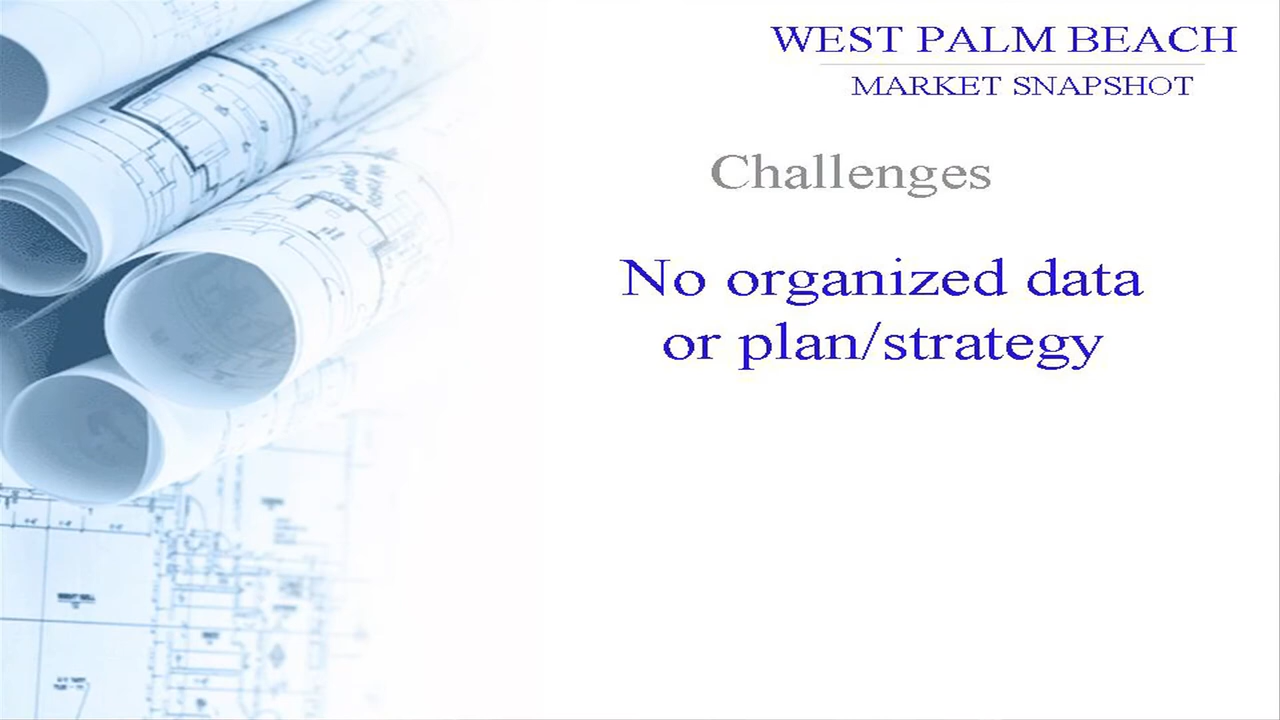 WEST PALM BEACH
MARKET SNAPSHOT
Challenges
No organized data
or plan/strategy